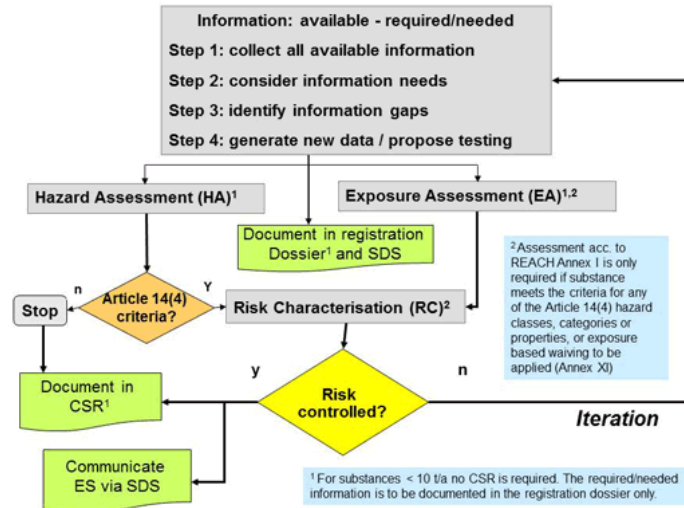 Information: available - required/needed
Step 1: collect all available information
Step 2: consider information needs
Step 3: identify information gaps
Step 4: generate new data / propose testing
Hazard Assessment (HA)¹
Exposure Assessment (EA)¹,²
Document in registration
Dossier¹ and SDS
² Assessment acc. to
REACH Annex I is only
required if substance
meets the criteria for any
of the Article 14(4) hazard
classes, categories or
properties, or exposure
based waiving to be
applied (Annex XI)
n
Article 14(4)
criteria?
Y
Stop
Risk Characterisation (RC)²
Document in
CSR¹
y
Risk
controlled?
n
Iteration
Communicate
ES via SDS
¹ For substances < 10 t/a no CSR is required. The required/needed
information is to be documented in the registration dossier only.